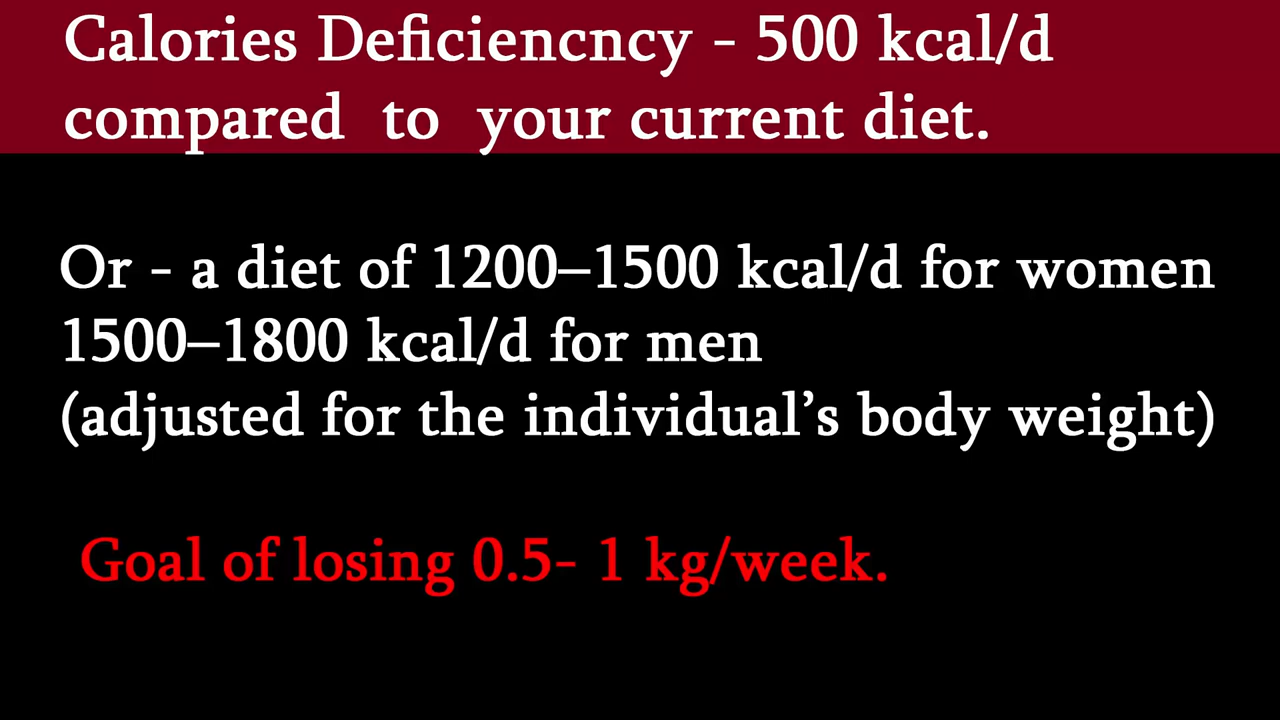 Calories Deficiencncy - 500 kcal/d
compared to your current diet.
Or - a diet of 1200–1500 kcal/d for women
1500–1800 kcal/d for men
(adjusted for the individual’s body weight)
Goal of losing 0.5- 1 kg/week.